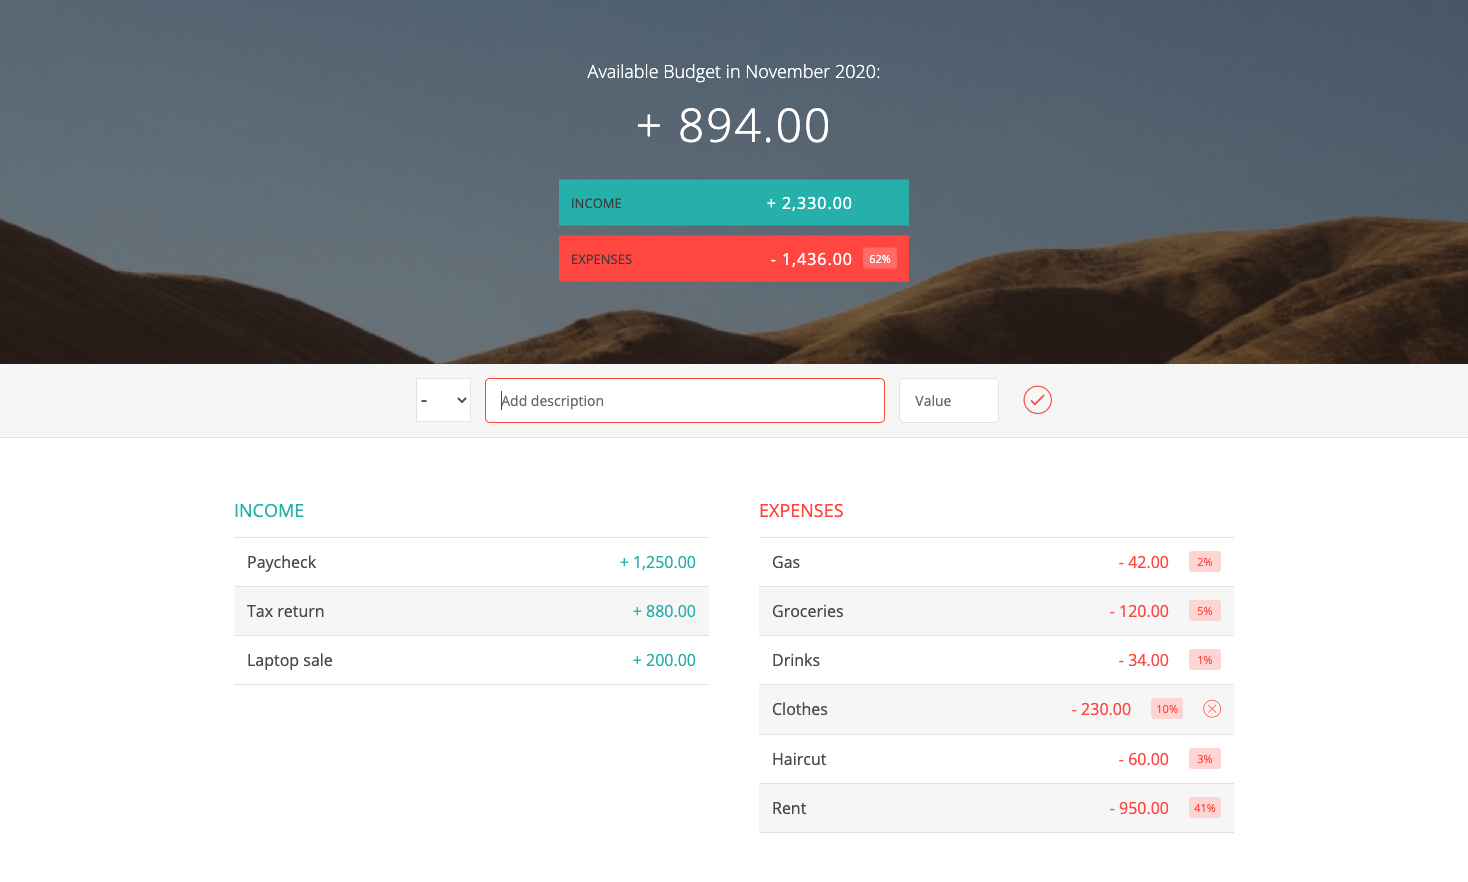 Available Budget in November 2020:
+ 894.00
INCOME + 2,330.00
EXPENSES - 1,436.00 62%
- Add description Value
INCOME
Paycheck + 1,250.00
Tax return + 880.00
Laptop sale + 200.00
EXPENSES
Gas - 42.00 2%
Groceries - 120.00 5%
Drinks - 34.00 1%
Clothes - 230.00 10%
Haircut - 60.00 3%
Rent - 950.00 41%